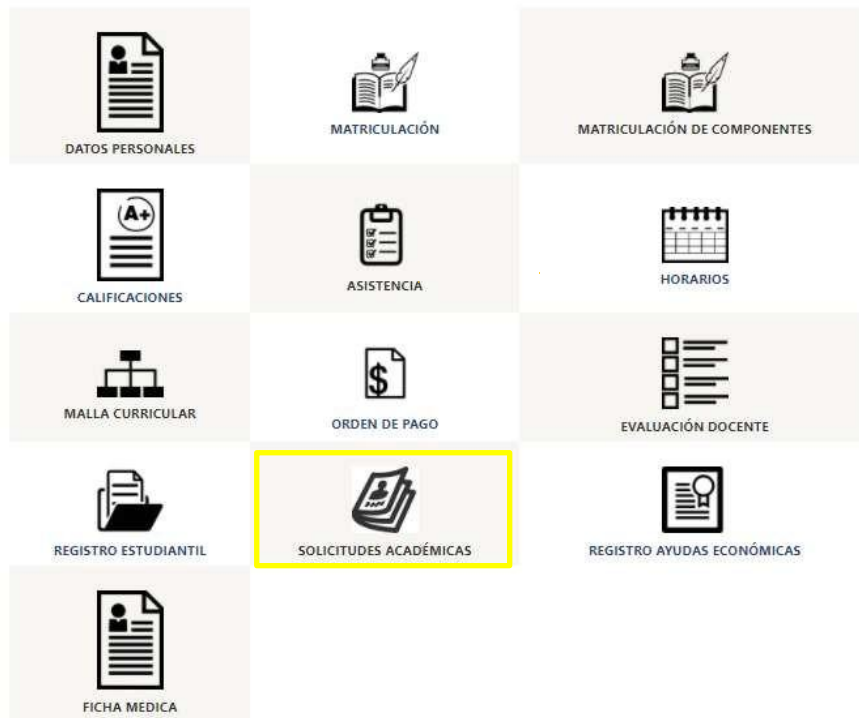 DATOS PERSONALES
MATRICULACIÓN
MATRICULACIÓN DE COMPONENTES
A+
CALIFICACIONES
ASISTENCIA
HORARIOS
MALLA CURRICULAR
$
ORDEN DE PAGO
EVALUACIÓN DOCENTE
REGISTRO ESTUDIANTIL
SOLICITUDES ACADÉMICAS
REGISTRO AYUDAS ECONÓMICAS
FICHA MEDICA